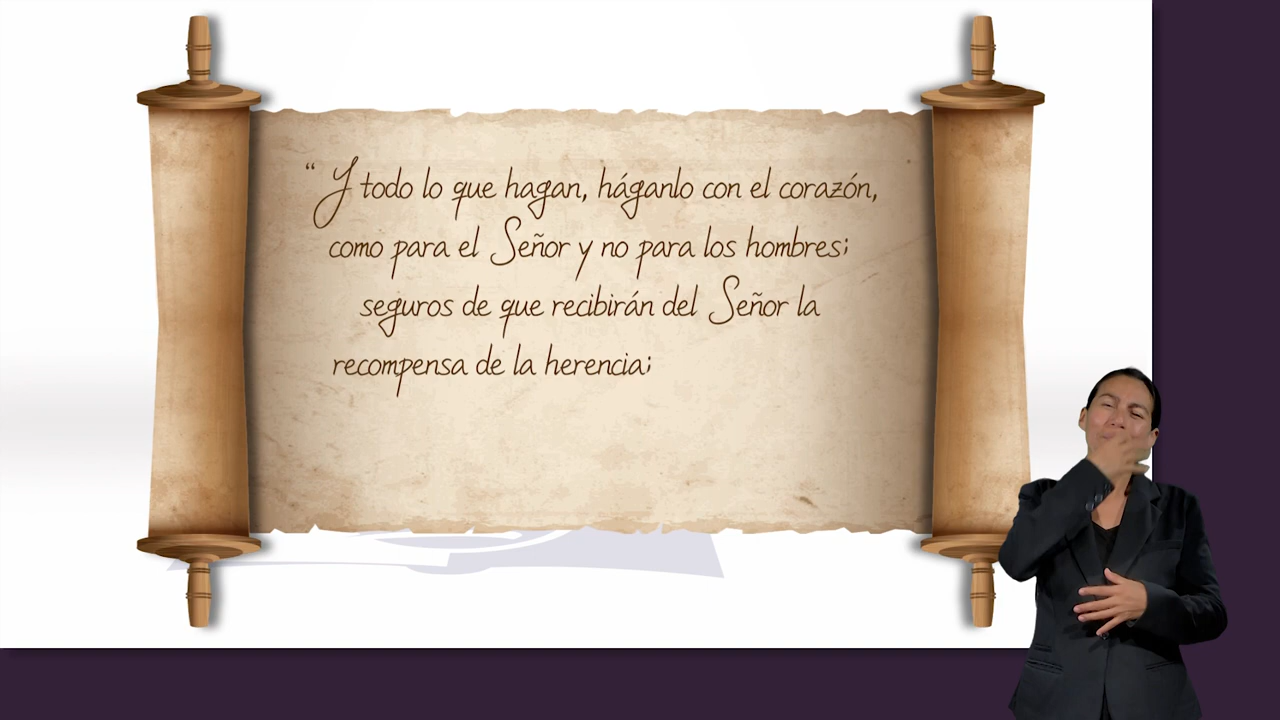 “ Y todo lo que hagan, háganlo con el corazón,
como para el Señor y no para los hombres;
seguros de que recibirán del Señor la
recompensa de la herencia;